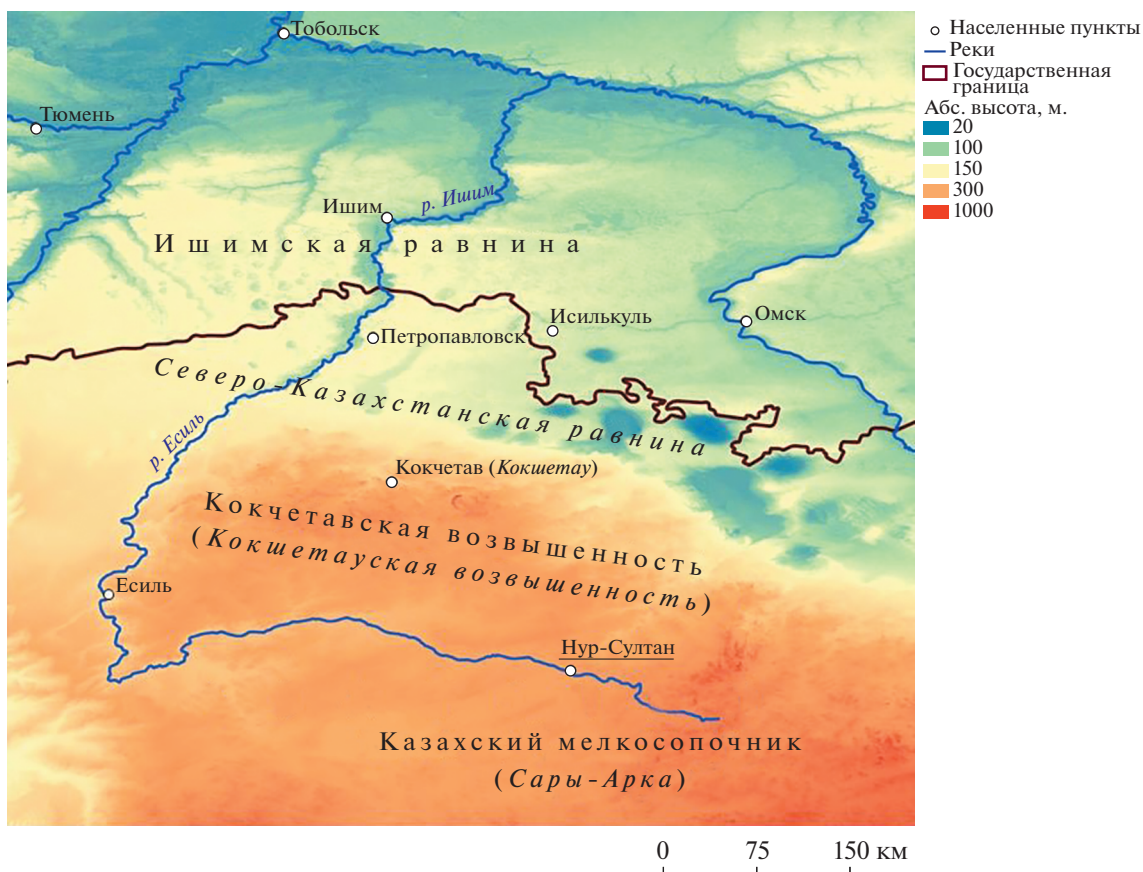 Тобольск
Тюмень
Ишим
р. Ишим
Ишимская равнина
Исилькуль
Омск
Петропавловск
Северо-Казахстанская равнина
р. Есиль
Кокчетав (Кокшетау)
Кокчетавская возвышенность
(Кокшетауская возвышенность)
Есиль
Нур-Султан
Казахский мелкосопочник
(Сары-Арка)
Населенные пункты
Реки
Государственная
граница
Абс. высота, м.
20
100
150
300
1000
0 75 150 км